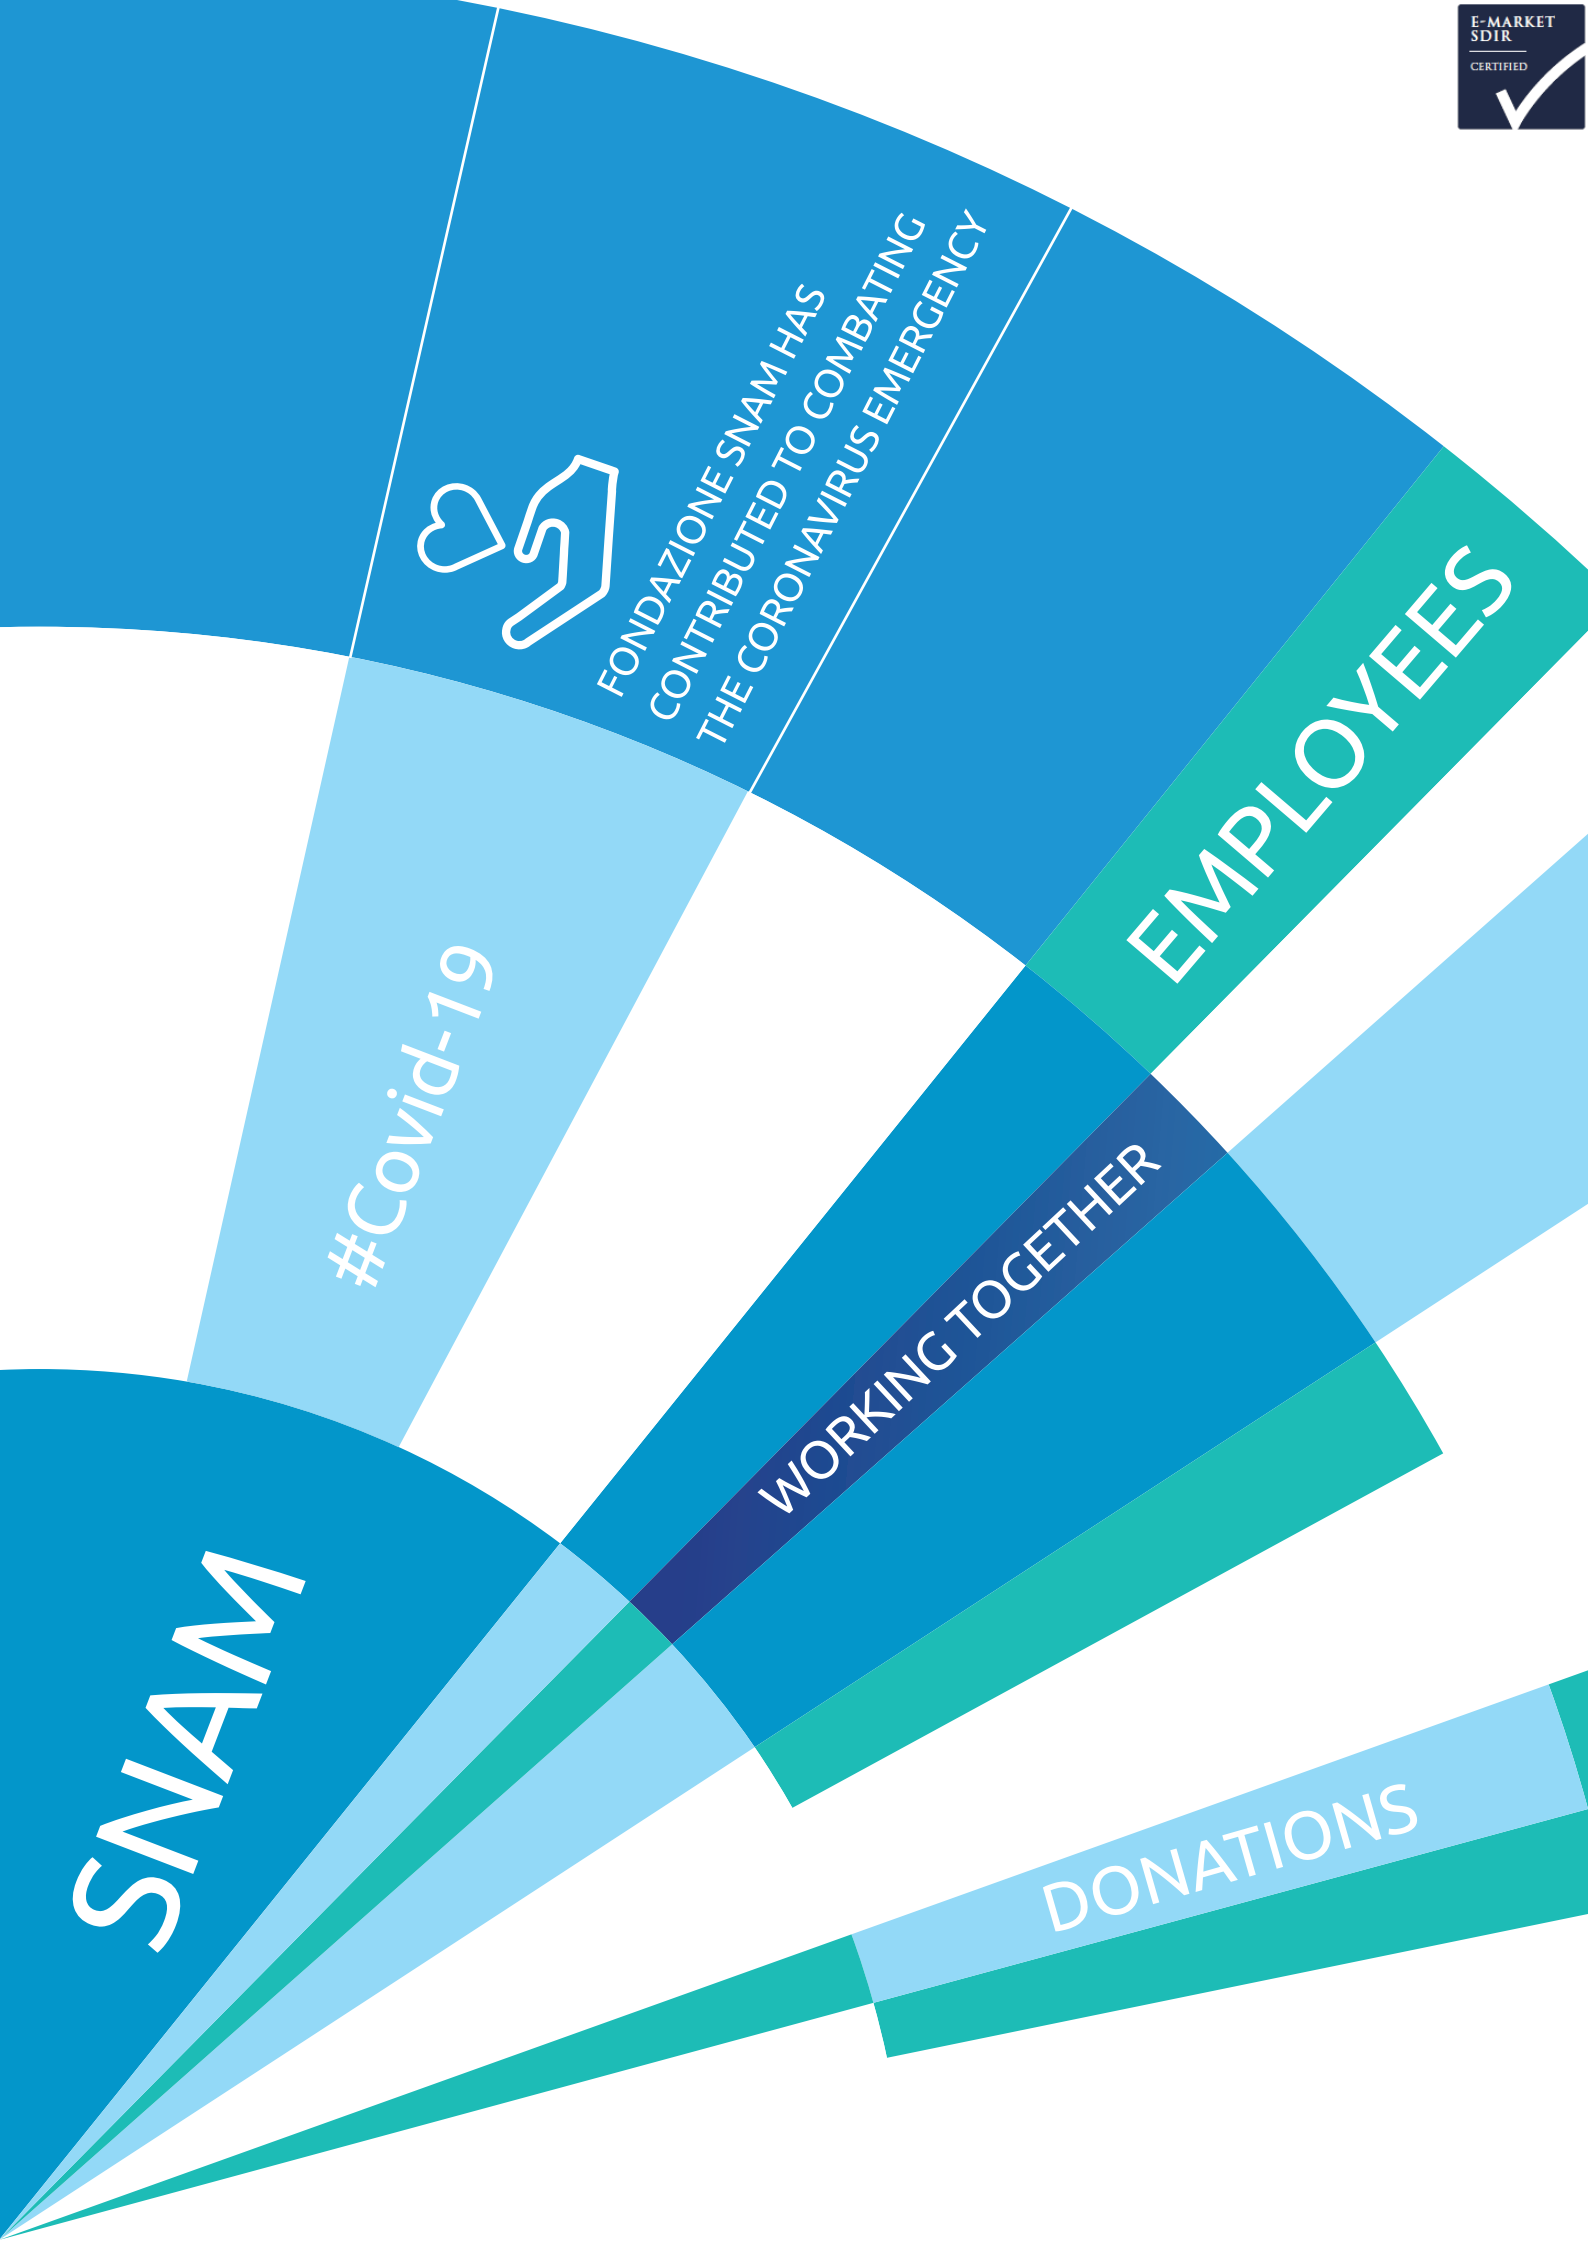 E-MARKET
SDIR
CERTIFIED
FONDAZIONE SNAM HAS
CONTRIBUTED TO COMBATING
THE CORONAVIRUS EMERGENCY
EMPLOYEES
#Covid-19
WORKING TOGETHER
SNAM
DONATIONS